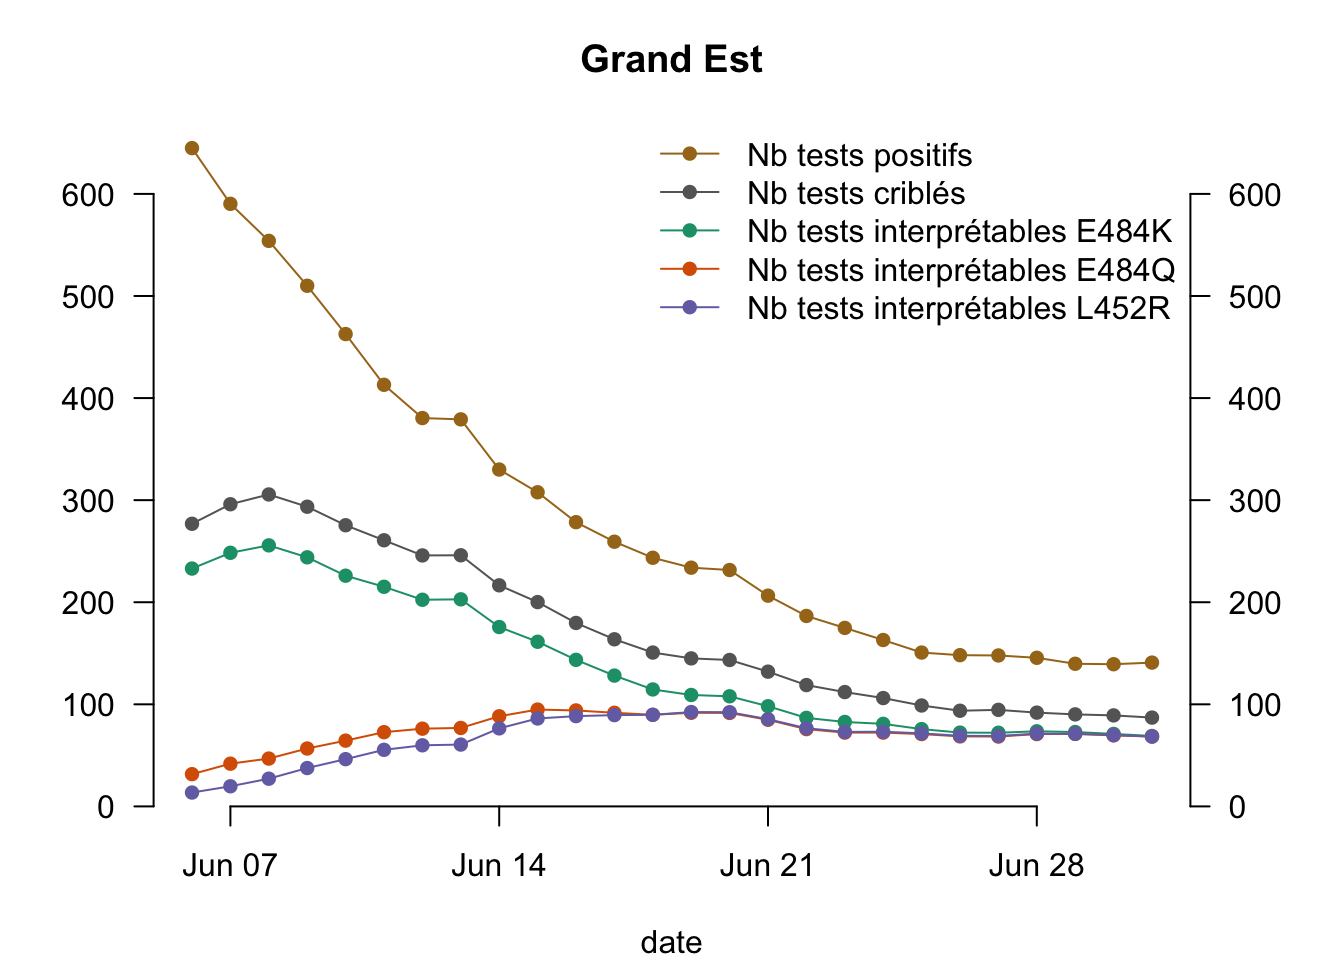 Grand Est
Nb tests positifs
Nb tests criblés
Nb tests interprétables E484K
Nb tests interprétables E484Q
Nb tests interprétables L452R
600 600
500 500
400 400
300 300
200 200
100 100
0 0
Jun 07 Jun 14 Jun 21 Jun 28
date